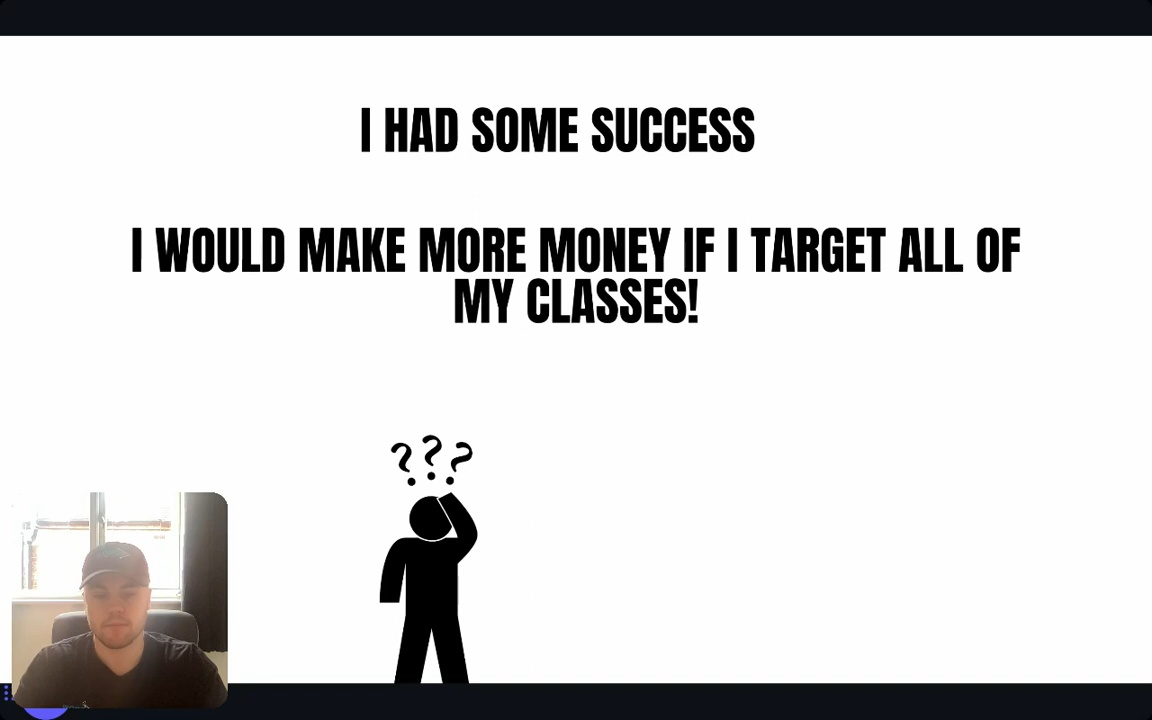 I HAD SOME SUCCESS
I WOULD MAKE MORE MONEY IF I TARGET ALL OF
MY CLASSES!
???